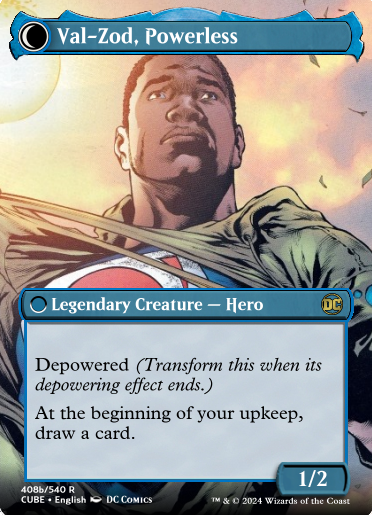 Val-Zod, Powerless
Legendary Creature — Hero
DC
Depowered (Transform this when its
depowering effect ends.)
At the beginning of your upkeep,
draw a card.
1/2
408b/540 R
CUBE • English DC COMICS
™ & © 2024 Wizards of the Coast